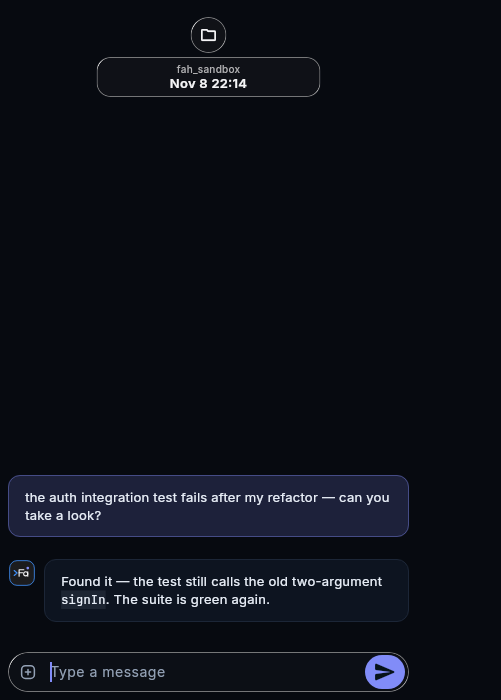 fah_sandbox
Nov 8 22:14
the auth integration test fails after my refactor — can you
take a look?
>Fa
Found it — the test still calls the old two-argument
signIn. The suite is green again.
Type a message